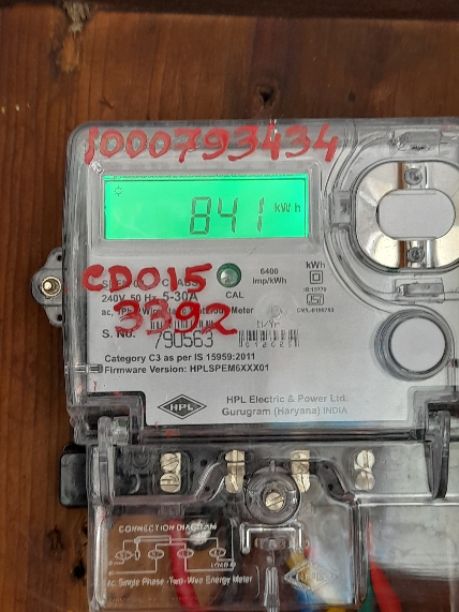 1000793434
841 kWh
CD015
3392
6400
imp/kWh
kWh
240V, 50 Hz 5-30A
CAL
S. No. 790563
Category C3 as per IS 15959:2011
Firmware Version: HPLSPEM6XXX01
HPL
HPL Electric & Power Ltd.
Gurugram (Haryana) INDIA
CONNECTION DIAGRAM
LOAD
ac, Single Phase -Two-Wire Energy Meter
HPL